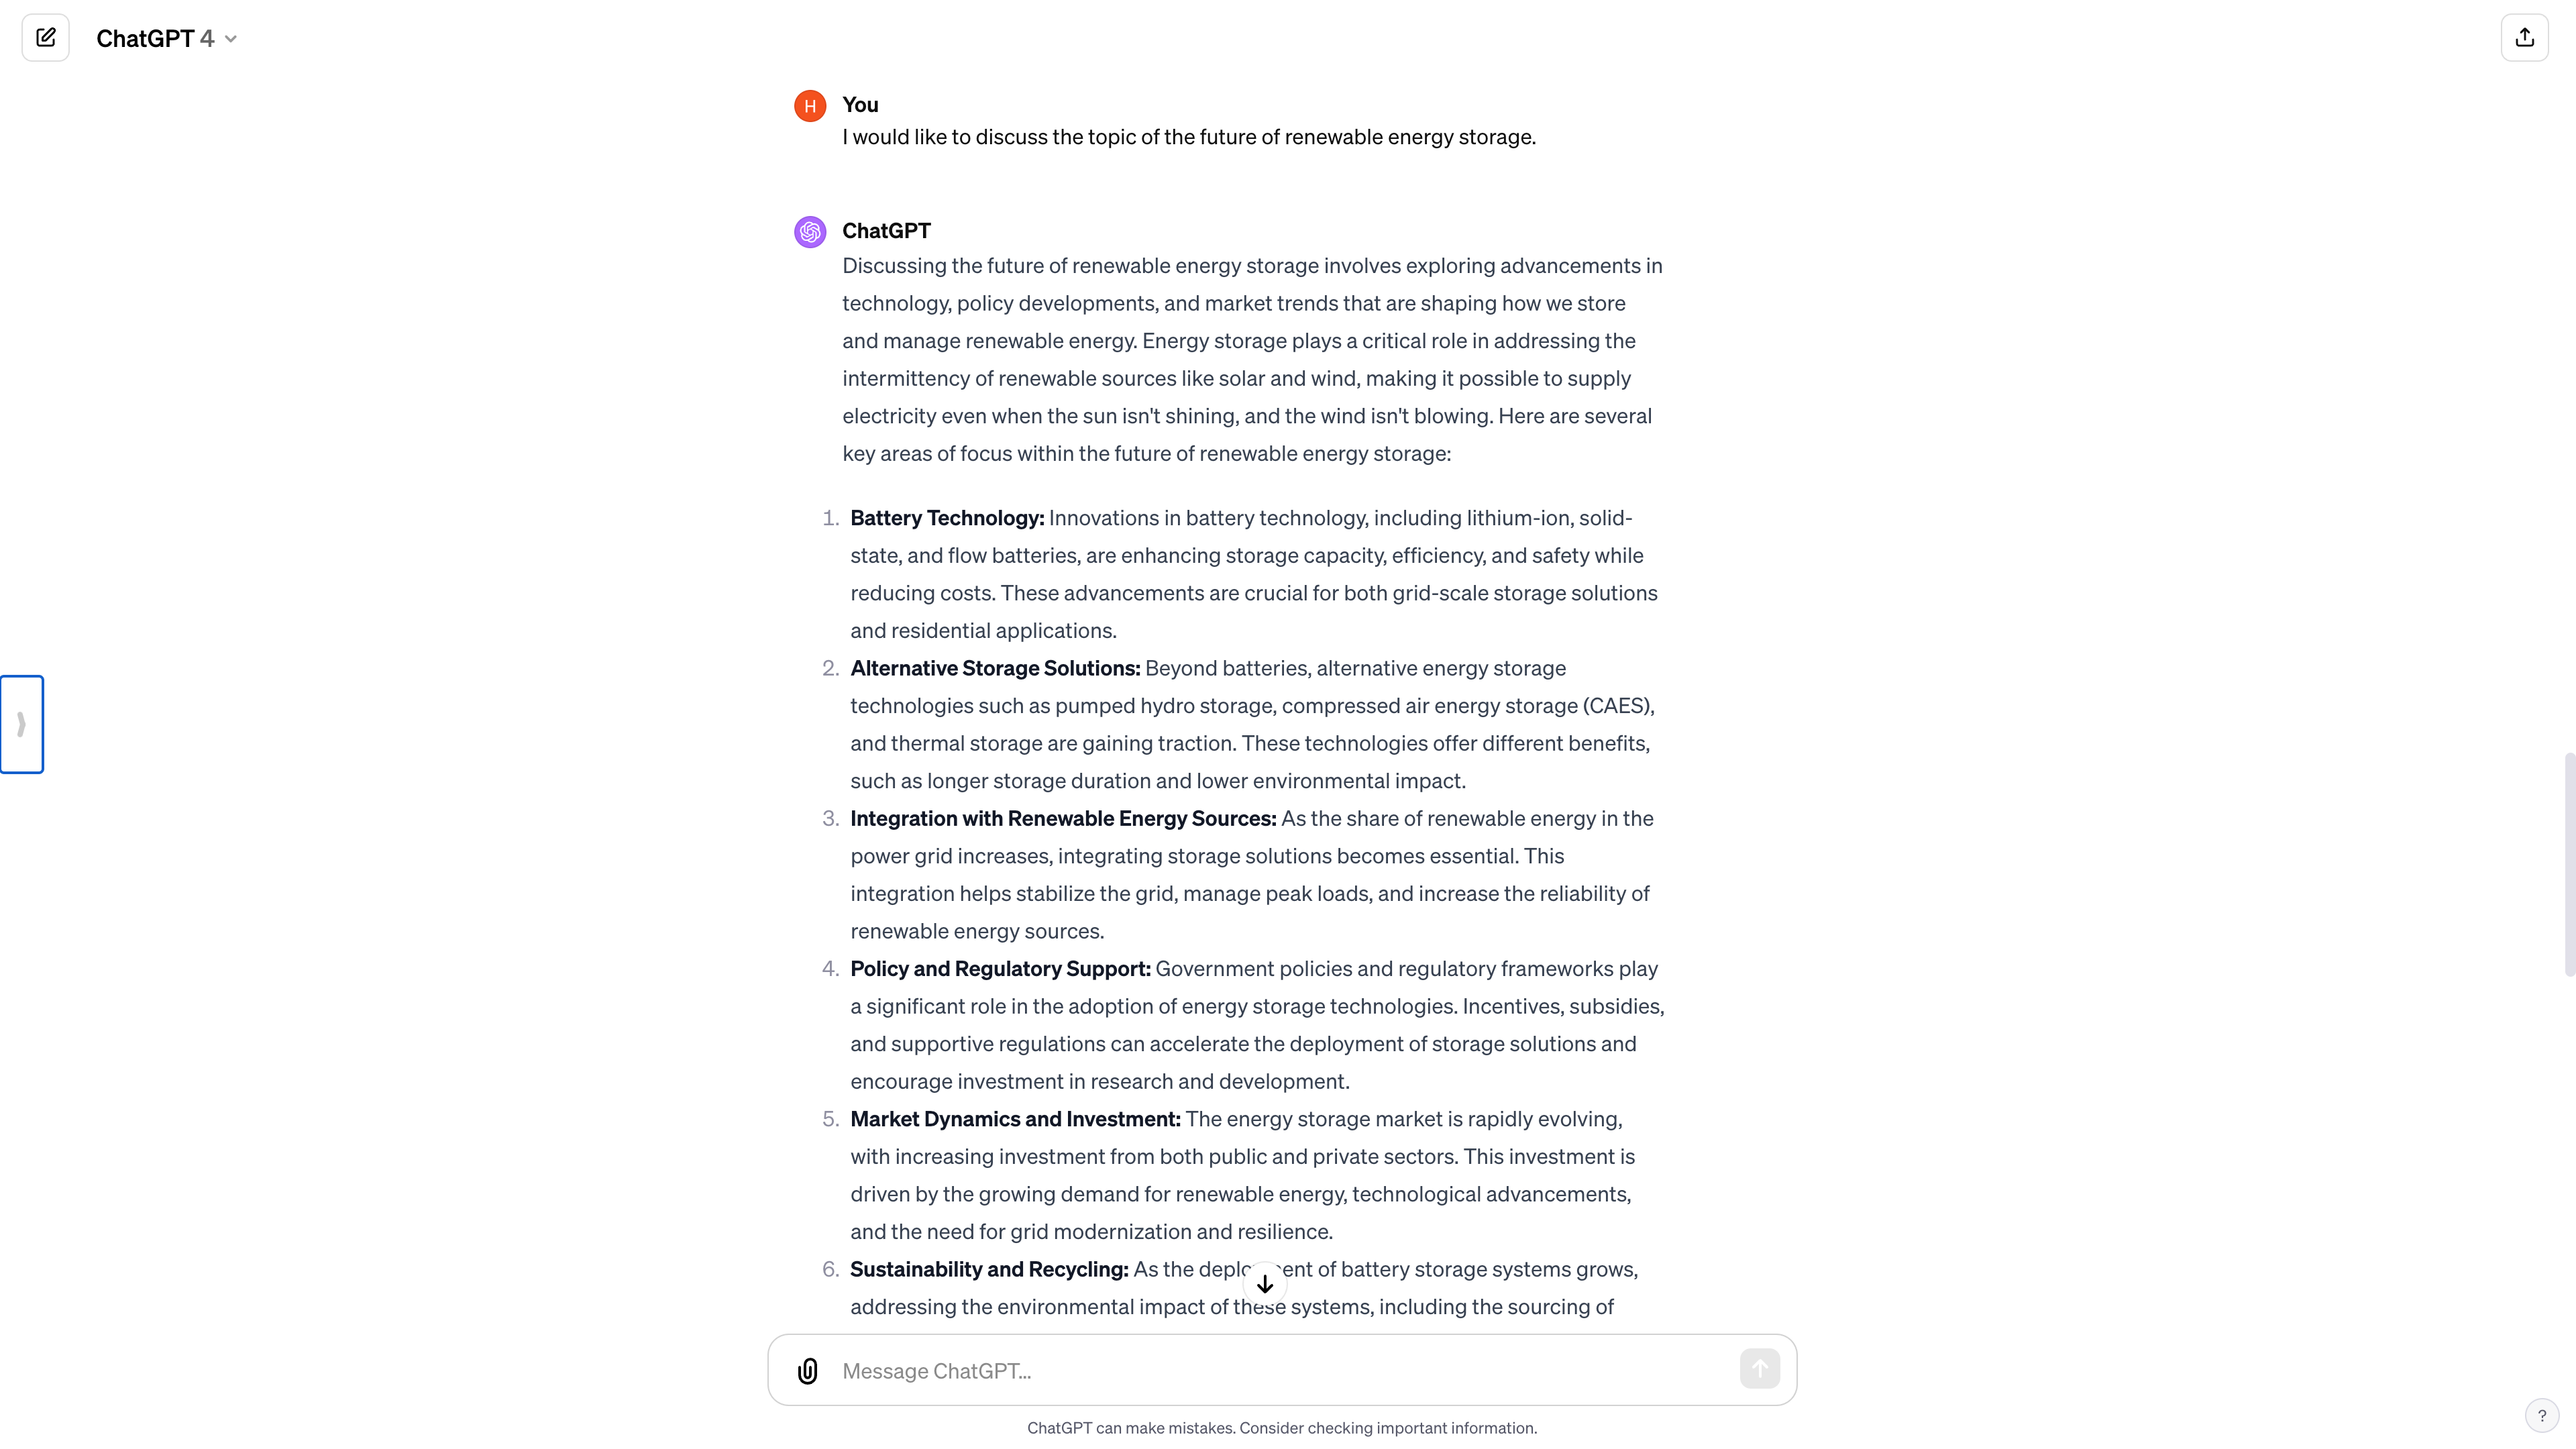 ChatGPT 4
H
You
I would like to discuss the topic of the future of renewable energy storage.
ChatGPT
Discussing the future of renewable energy storage involves exploring advancements in
technology, policy developments, and market trends that are shaping how we store
and manage renewable energy. Energy storage plays a critical role in addressing the
intermittency of renewable sources like solar and wind, making it possible to supply
electricity even when the sun isn't shining, and the wind isn't blowing. Here are several
key areas of focus within the future of renewable energy storage:
1. Battery Technology: Innovations in battery technology, including lithium-ion, solid-
state, and flow batteries, are enhancing storage capacity, efficiency, and safety while
reducing costs. These advancements are crucial for both grid-scale storage solutions
and residential applications.
2. Alternative Storage Solutions: Beyond batteries, alternative energy storage
technologies such as pumped hydro storage, compressed air energy storage (CAES),
and thermal storage are gaining traction. These technologies offer different benefits,
such as longer storage duration and lower environmental impact.
3. Integration with Renewable Energy Sources: As the share of renewable energy in the
power grid increases, integrating storage solutions becomes essential. This
integration helps stabilize the grid, manage peak loads, and increase the reliability of
renewable energy sources.
4. Policy and Regulatory Support: Government policies and regulatory frameworks play
a significant role in the adoption of energy storage technologies. Incentives, subsidies,
and supportive regulations can accelerate the deployment of storage solutions and
encourage investment in research and development.
5. Market Dynamics and Investment: The energy storage market is rapidly evolving,
with increasing investment from both public and private sectors. This investment is
driven by the growing demand for renewable energy, technological advancements,
and the need for grid modernization and resilience.
6. Sustainability and Recycling: As the of battery storage systems grows,
addressing the environmental impact of these systems, including the sourcing of
Message ChatGPT...
ChatGPT can make mistakes. Consider checking important information.
?